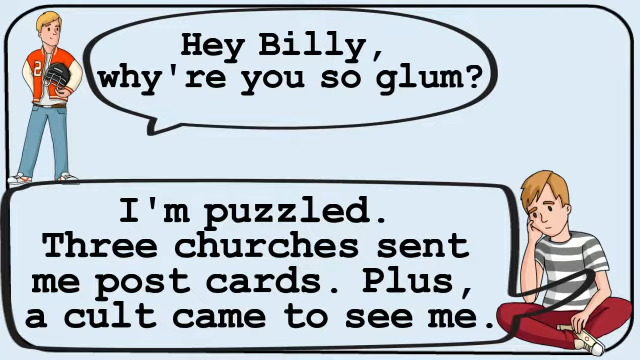 Hey Billy,
why're you so glum?
2
I'm puzzled.
Three churches sent
me post cards. Plus,
a cult came to see me.